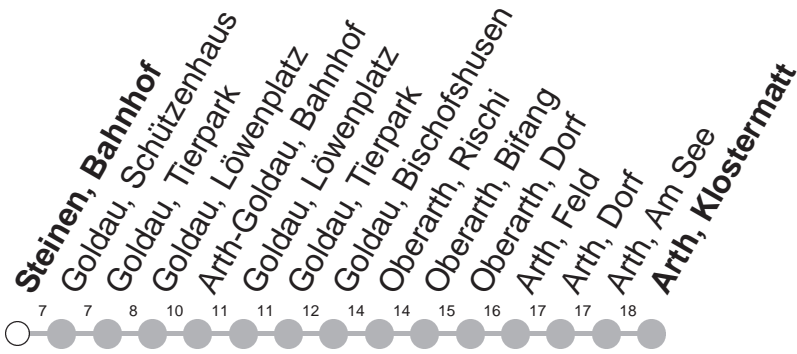 Steinen, Bahnhof
Goldau, Schützenhaus
Goldau, Tierpark
Goldau, Löwenplatz
Arth-Goldau, Bahnhof
Goldau, Löwenplatz
Goldau, Tierpark
Goldau, Bischofshusen
Oberarth, Rischi
Oberarth, Bifang
Oberarth, Dorf
Arth, Feld
Arth, Dorf
Arth, Am See
Arth, Klostermatt
7 7 8 10 11 11 12 14 14 15 16 17 17 18